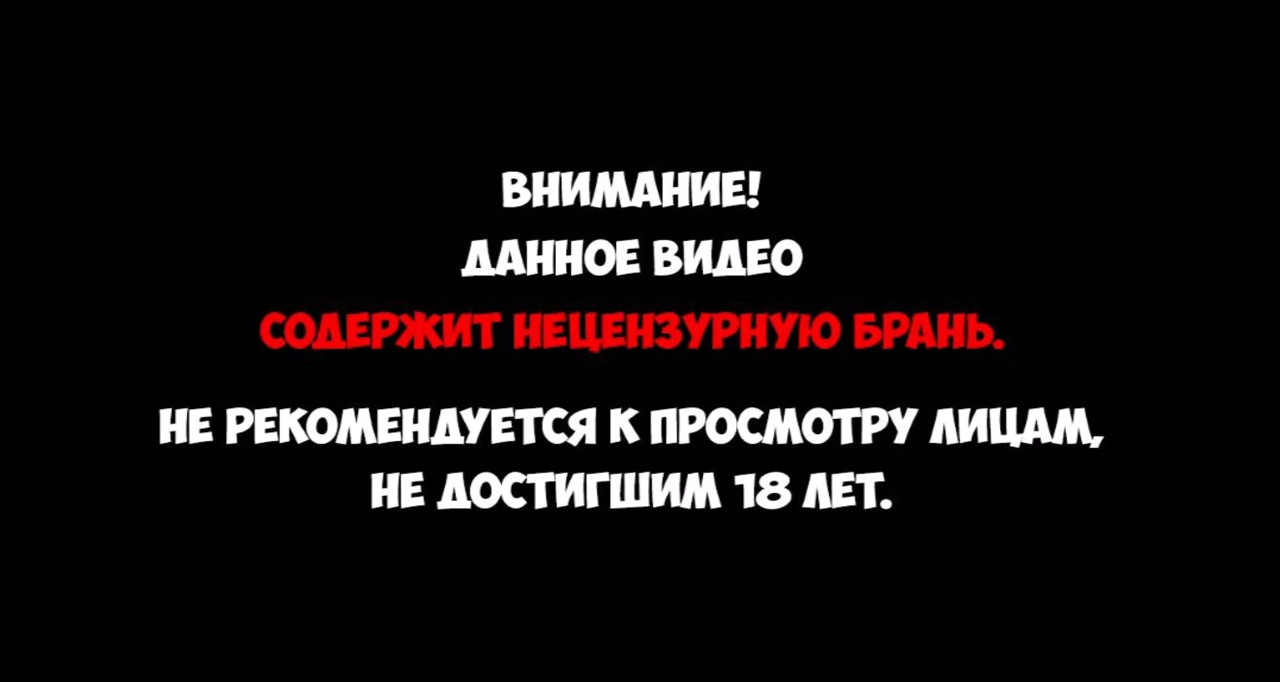 ВНИМАНИЕ!
ДАННОЕ ВИДЕО
СОДЕРЖИТ НЕЦЕНЗУРНУЮ БРАНЬ.
НЕ РЕКОМЕНДУЕТСЯ К ПРОСМОТРУ ЛИЦАМ,
НЕ ДОСТИГШИМ 18 ЛЕТ.